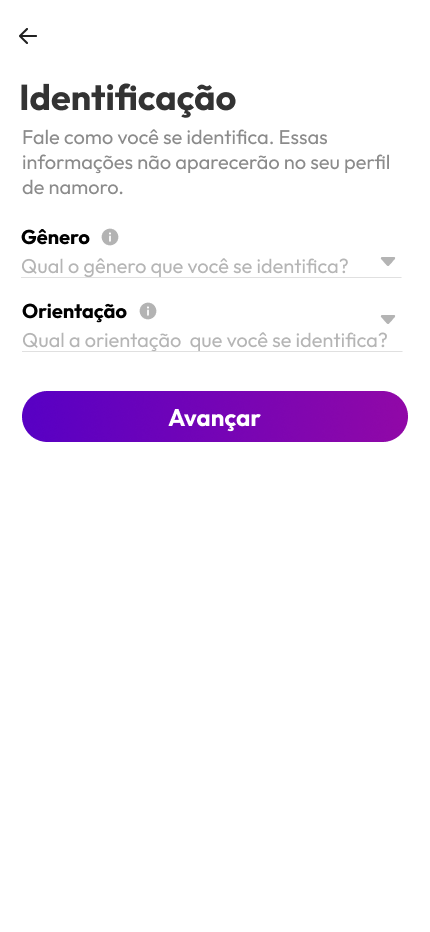 Identificação
Fale como você se identifica. Essas
informações não aparecerão no seu perfil
de namoro.
Gênero
Qual o gênero que você se identifica?
Orientação
Qual a orientação  que você se identifica?
Avançar